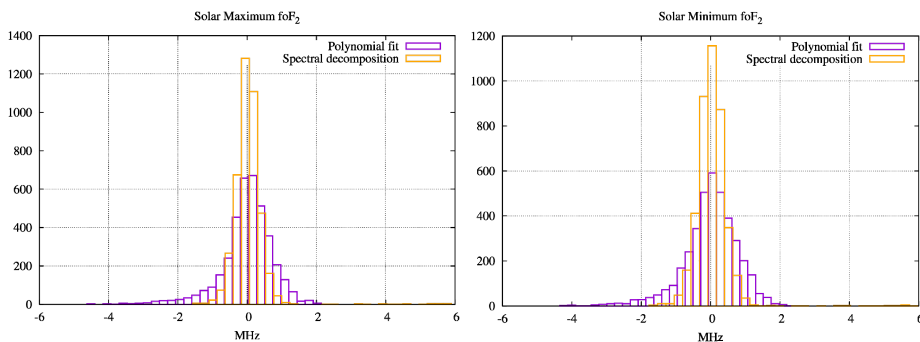 Solar Maximum foF₂
1400
1200
1000
800
600
400
200
0
-6 -4 -2 0 2 4 6
MHz
Polynomial fit
Spectral decomposition
Solar Minimum foF₂
1200
1000
800
600
400
200
0
-6 -4 -2 0 2 4 6
MHz
Polynomial fit
Spectral decomposition